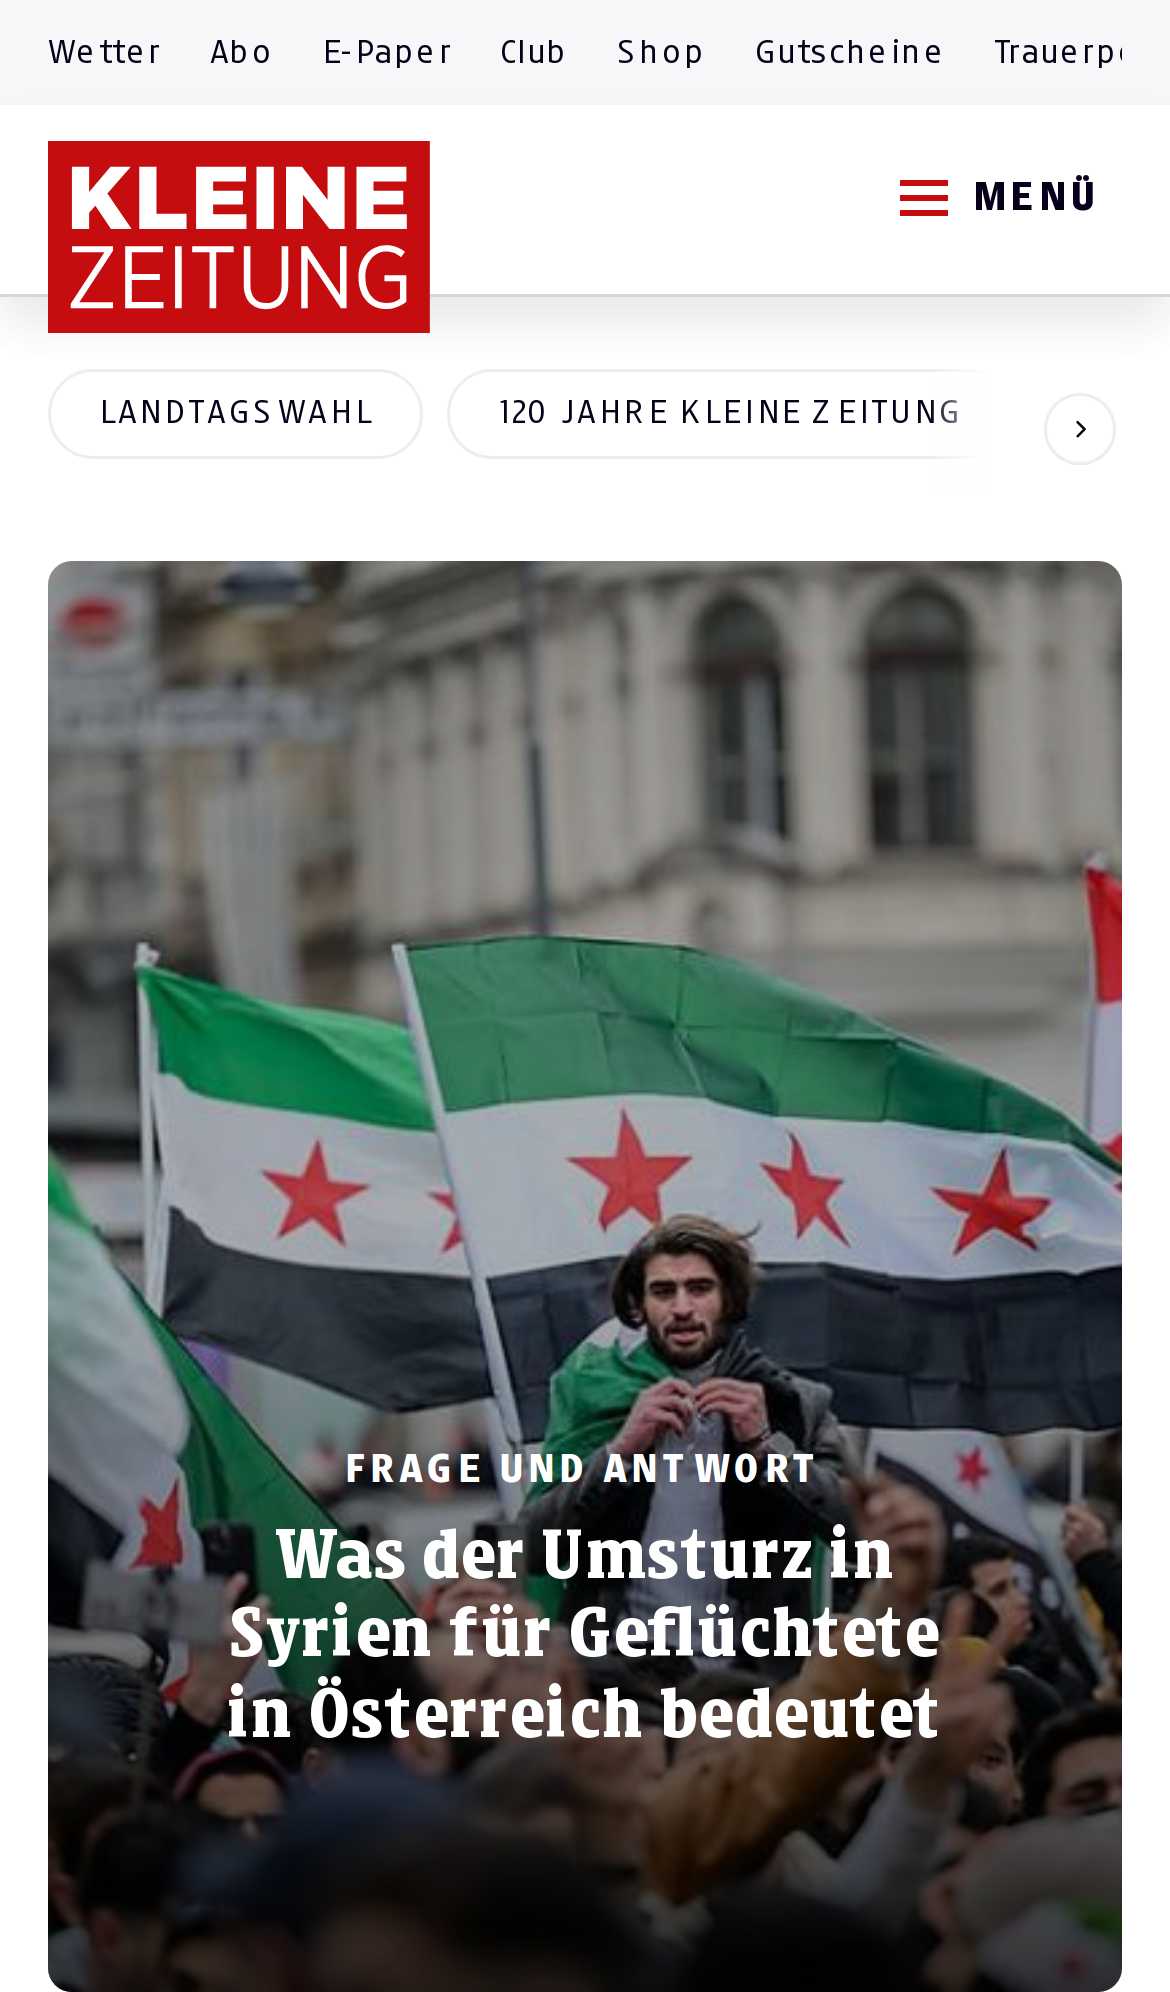 Wetter Abo E-Paper Club Shop Gutscheine Trauerp
KLEINE
ZEITUNG
MENÜ
LANDTAGSWAHL 120 JAHRE KLEINE ZEITUNG
FRAGE UND ANTWORT
Was der Umsturz in
Syrien für Geflüchtete
in Österreich bedeutet